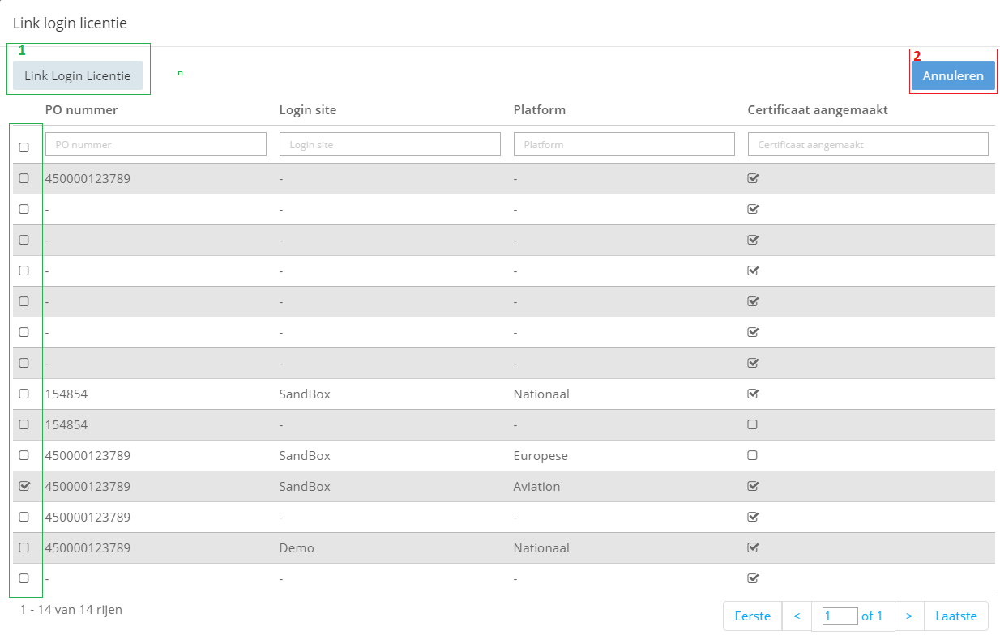 Link login licentie
1
2
Link Login Licentie
Annuleren
PO nummer Login site Platform Certificaat aangemaakt
PO nummer Login site Platform Certificaat aangemaakt
450000123789 - -
- - -
- - -
- - -
- - -
- - -
- - -
154854 SandBox Nationaal
154854 - -
450000123789 SandBox Europese
450000123789 SandBox Aviation
450000123789 - -
450000123789 Demo Nationaal
- - -
1 - 14 van 14 rijen
Eerste < 1 of 1 > Laatste